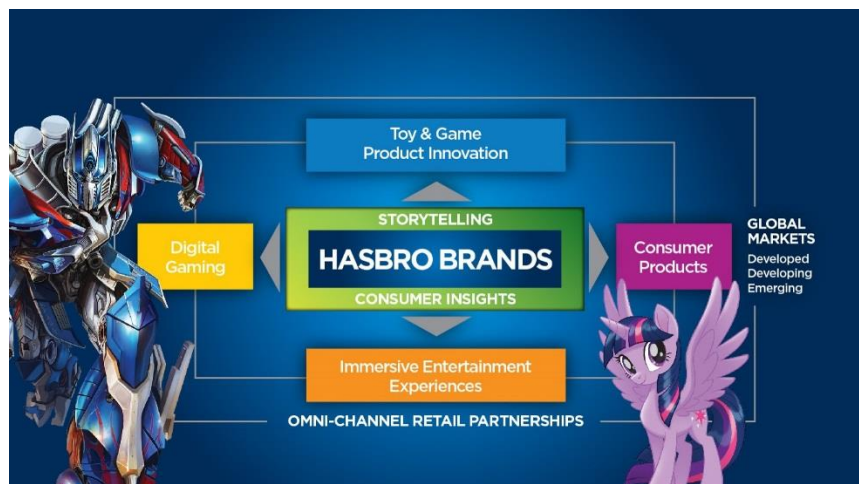 Toy & Game
Product Innovation
Digital
Gaming
STORYTELLING
HASBRO BRANDS
CONSUMER INSIGHTS
Consumer
Products
GLOBAL
MARKETS
Developed
Developing
Emerging
Immersive Entertainment
Experiences
OMNI-CHANNEL RETAIL PARTNERSHIPS